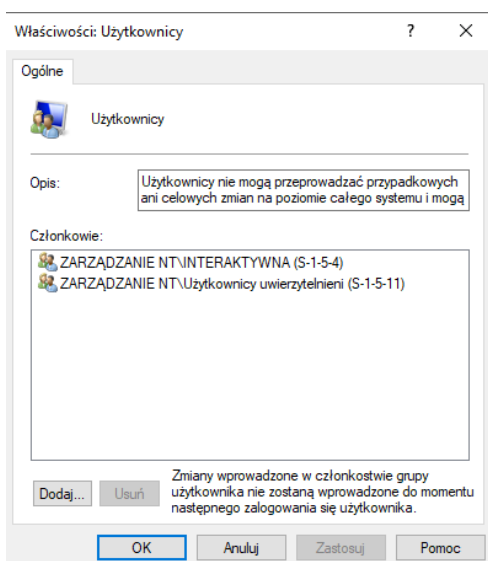 Właściwości: Użytkownicy ? ✕
Ogólne
Użytkownicy
Opis:
Użytkownicy nie mogą przeprowadzać przypadkowych
ani celowych zmian na poziomie całego systemu i mogą
Członkowie:
ZARZĄDZANIE NT\INTERAKTYWNA (S-1-5-4)
ZARZĄDZANIE NT\Użytkownicy uwierzytelnieni (S-1-5-11)
Dodaj...
Usuń
Zmiany wprowadzone w członkostwie grupy
użytkownika nie zostaną wprowadzone do momentu
następnego zalogowania się użytkownika.
OK
Anuluj
Zastosuj
Pomoc